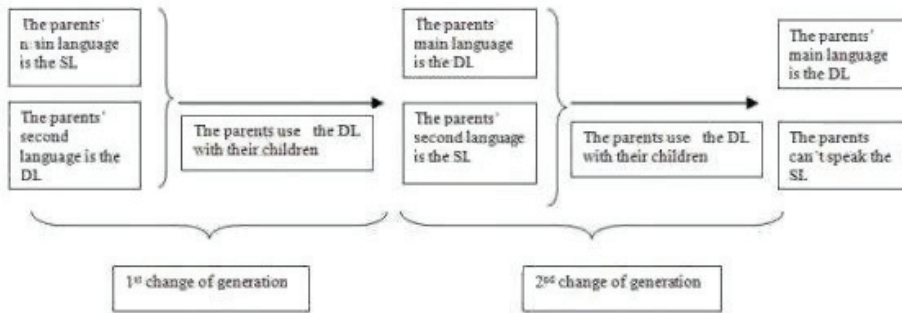 The parents'
main language
is the SL
The parents'
second
language is the
DL
The parents use the DL
with their children
The parents'
main language
is the DL
The parents'
second language
is the SL
The parents use the DL
with their children
The parents'
main language
is the DL
The parents
can't speak the
SL
1st change of generation
2nd change of generation